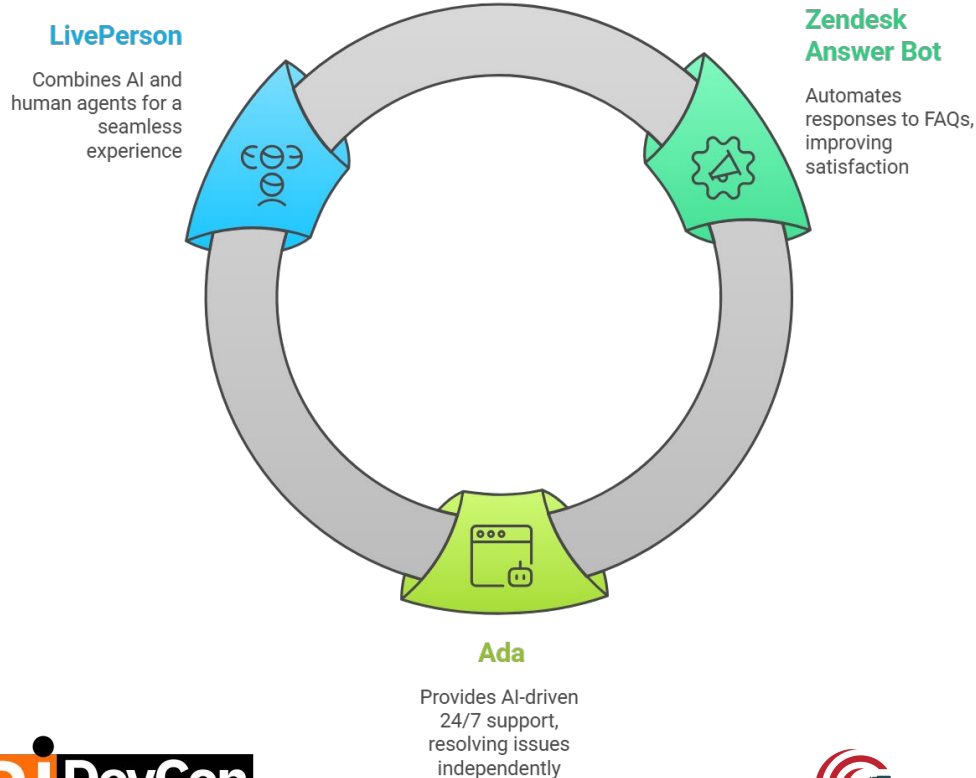 LivePerson
Combines AI and
human agents for a
seamless
experience
Zendesk
Answer Bot
Automates
responses to FAQs,
improving
satisfaction
Ada
Provides AI-driven
24/7 support,
resolving issues
independently
DevCon